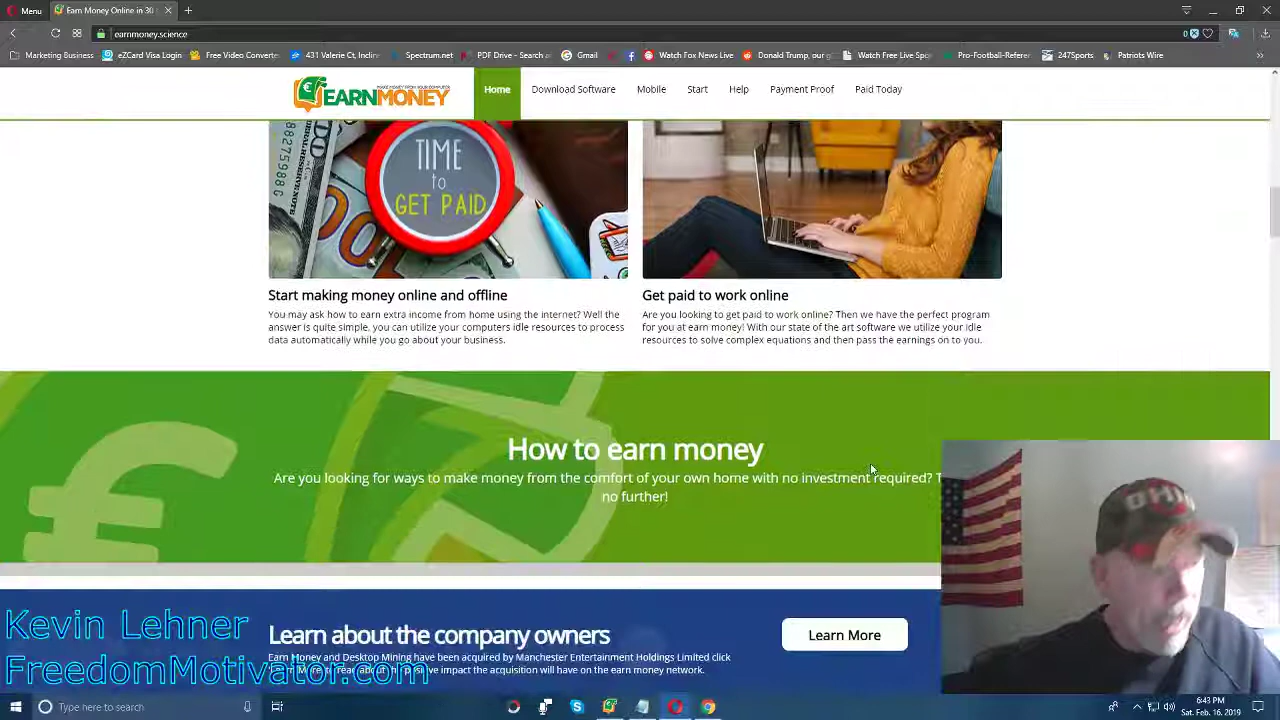 Menu
Earn Money Online in 30
earnmoney.science
0
Marketing Business
eZCard Visa Login
Free Video Converte
431 Valerie Ct, Inclin
Spectrum.net
PDF Drive - Search a
Gmail
Watch Fox News Live
Donald Trump, our g
Watch Free Live Spo
Pro-Football-Referer
247Sports
Patriots Wire
MAKE MONEY FROM YOUR COMPUTER
EARNMONEY
Home
Download Software
Mobile
Start
Help
Payment Proof
Paid Today
TIME
to
GET PAID
Start making money online and offline
You may ask how to earn extra income from home using the internet? Well the
answer is quite simple, you can utilize your computers idle resources to process
data automatically while you go about your business.
Get paid to work online
Are you looking to get paid to work online? Then we have the perfect program
for you at earn money! With our state of the art software we utilize your idle
resources to solve complex equations and then pass the earnings on to you.
How to earn money
Are you looking for ways to make money from the comfort of your own home with no investment required?
no further!
Learn about the company owners
Earn Money and Desktop Mining have been acquired by Manchester Entertainment Holdings Limited click
impact the acquisition will have on the earn money network.
Learn More
Kevin Lehner
FreedomMotivator.com
Type here to search
6:43 PM
Sat. Feb. 16, 2019